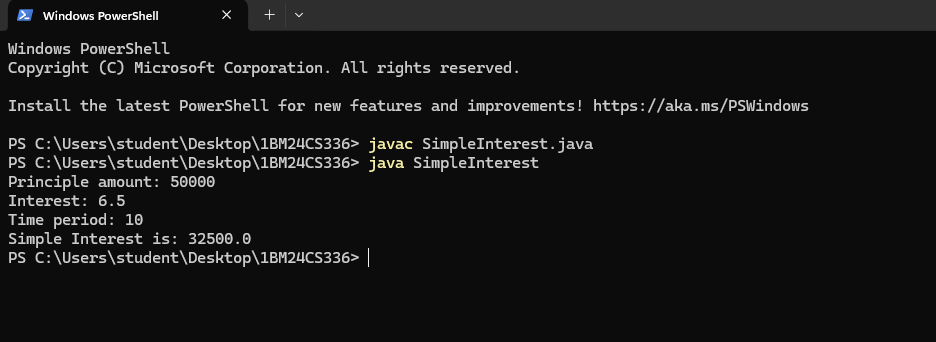 Windows PowerShell
Windows PowerShell
Copyright (C) Microsoft Corporation. All rights reserved.
Install the latest PowerShell for new features and improvements! https://aka.ms/PSWindows
PS C:\Users\student\Desktop\1BM24CS336> javac SimpleInterest.java
PS C:\Users\student\Desktop\1BM24CS336> java SimpleInterest
Principle amount: 50000
Interest: 6.5
Time period: 10
Simple Interest is: 32500.0
PS C:\Users\student\Desktop\1BM24CS336>